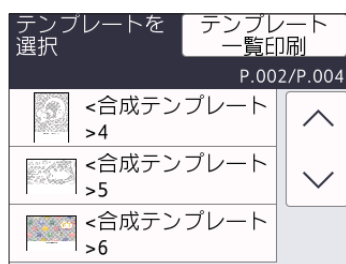 テンプレートを
選択
テンプレート
一覧印刷
P.002/P.004
<合成テンプレート
>4
<合成テンプレート
>5
<合成テンプレート
>6